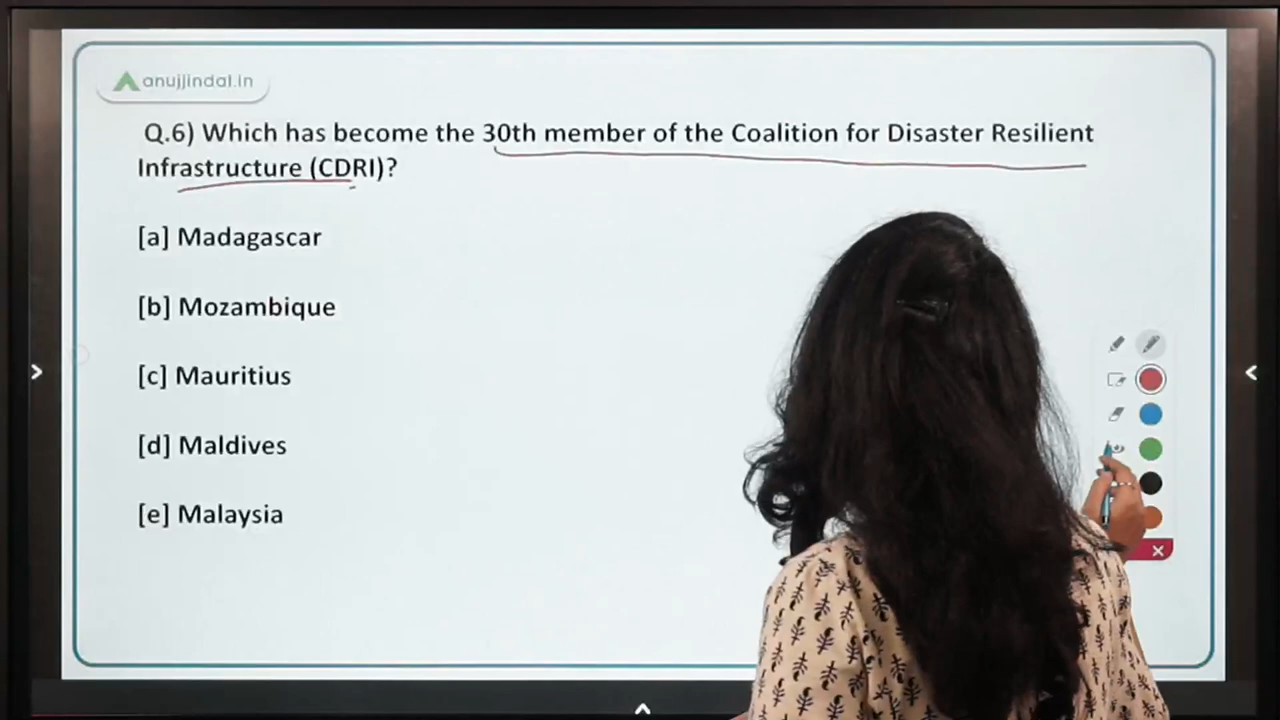 anujjindal.in
Q.6) Which has become the 30th member of the Coalition for Disaster Resilient
Infrastructure (CDRI)?
[a] Madagascar
[b] Mozambique
[c] Mauritius
[d] Maldives
[e] Malaysia